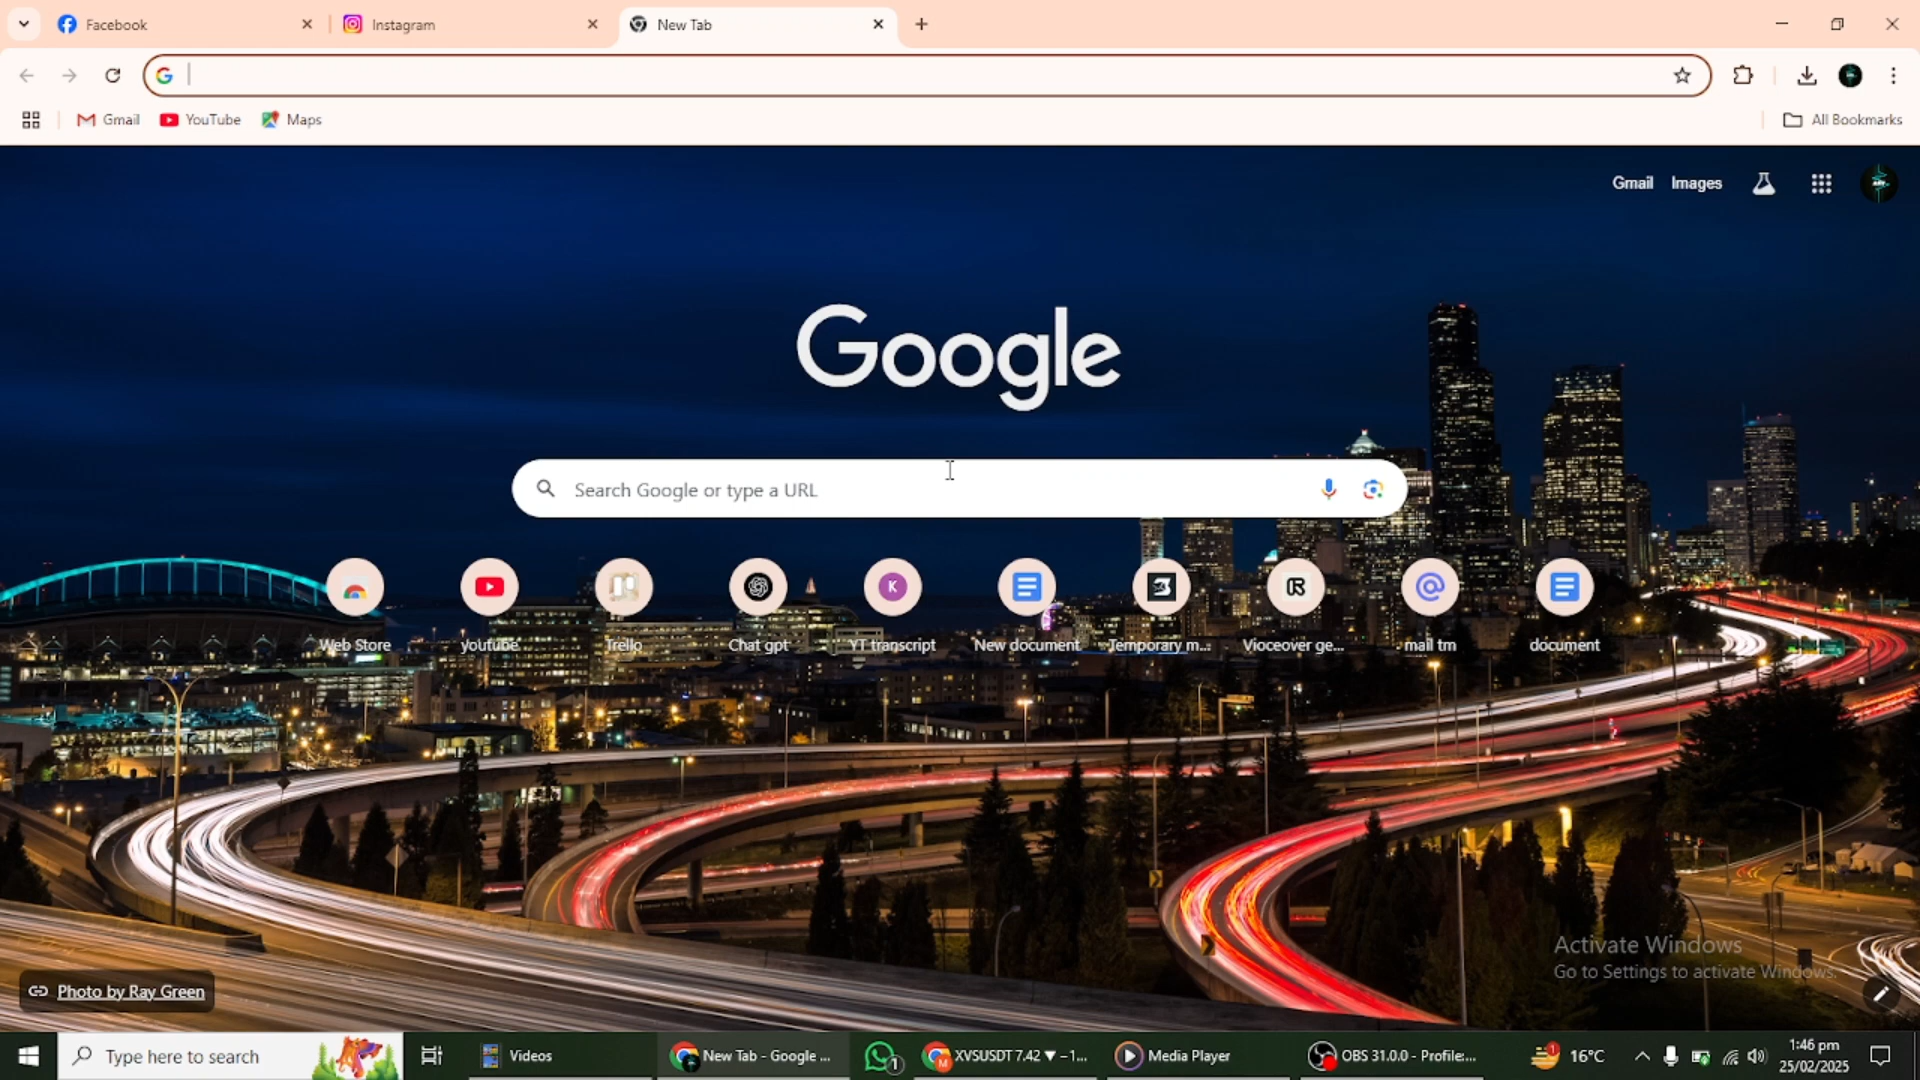 Facebook
Instagram
New Tab
Gmail
YouTube
Maps
All Bookmarks
Gmail
Images
Google
Search Google or type a URL
Web Store
youtube
Trello
Chat gpt
YT transcript
New document
Temporary m...
Vioceover ge...
mail tm
document
Activate Windows
Go to Settings to activate Windows.
Photo by Ray Green
Type here to search
Videos
New Tab - Google ...
1
XVSUSDT 7.42 ▼ −1...
Media Player
OBS 31.0.0 - Profile:...
1
16°C
1:46 pm
25/02/2025